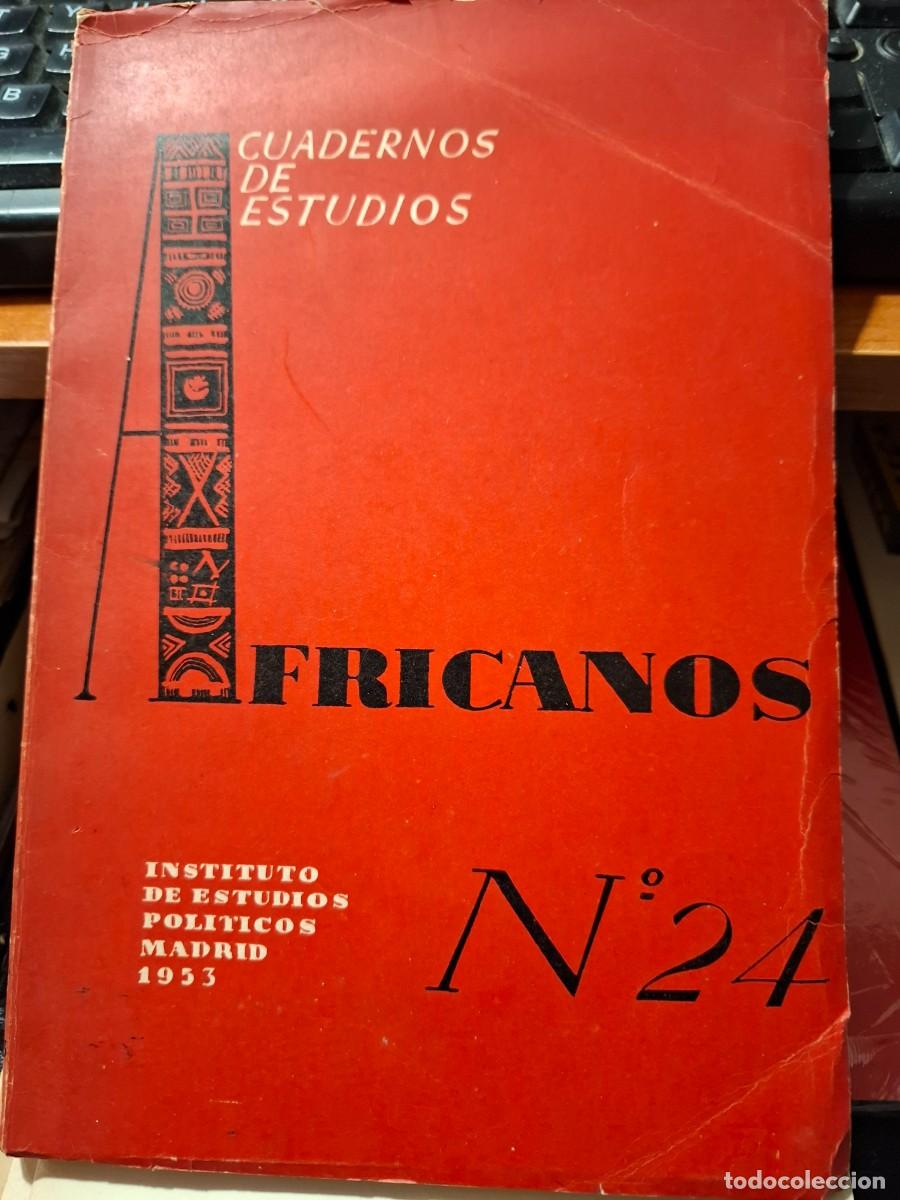 CUADERNOS
DE
ESTUDIOS
AFRICANOS
INSTITUTO
DE ESTUDIOS
POLITICOS
MADRID
1953
Nº 24
todocoleccion